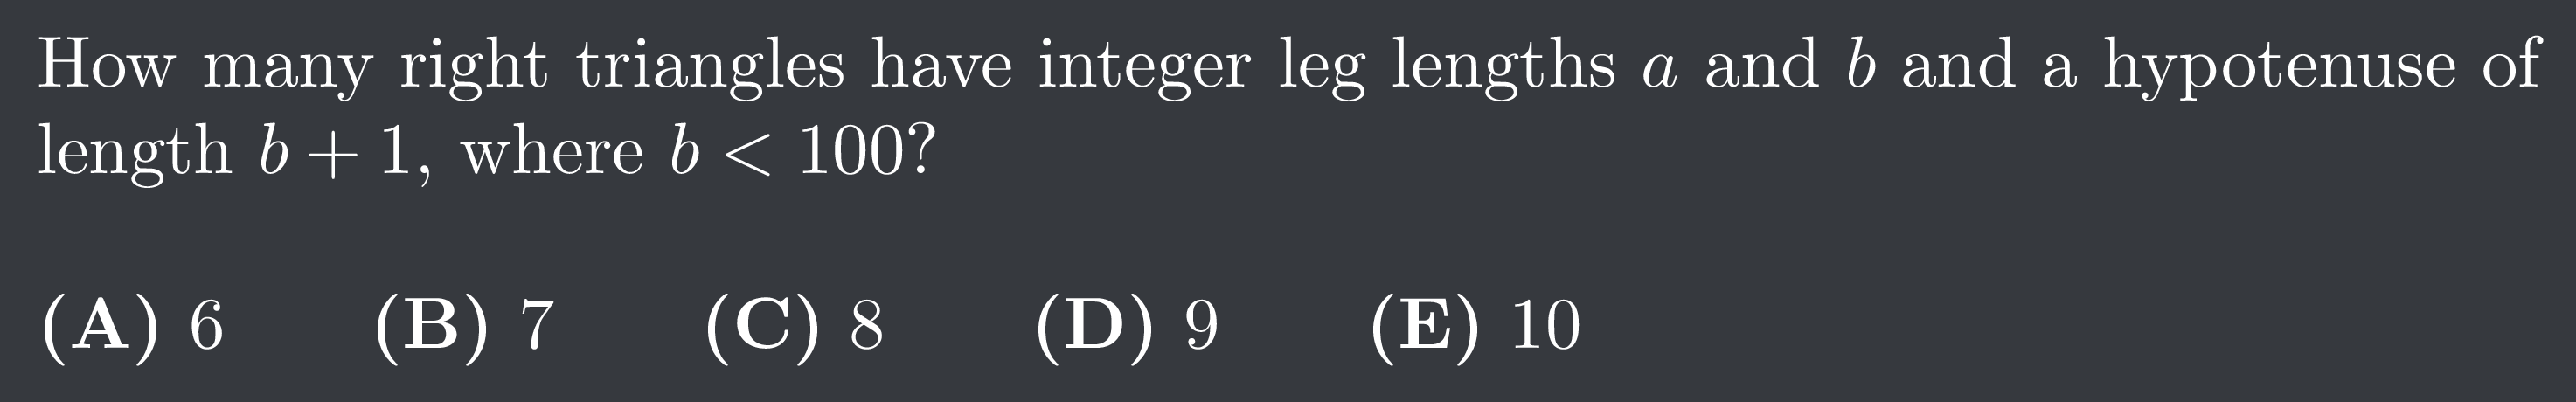 How many right triangles have integer leg lengths a and b and a hypotenuse of
length b + 1, where b < 100?
(A) 6 (B) 7 (C) 8 (D) 9 (E) 10